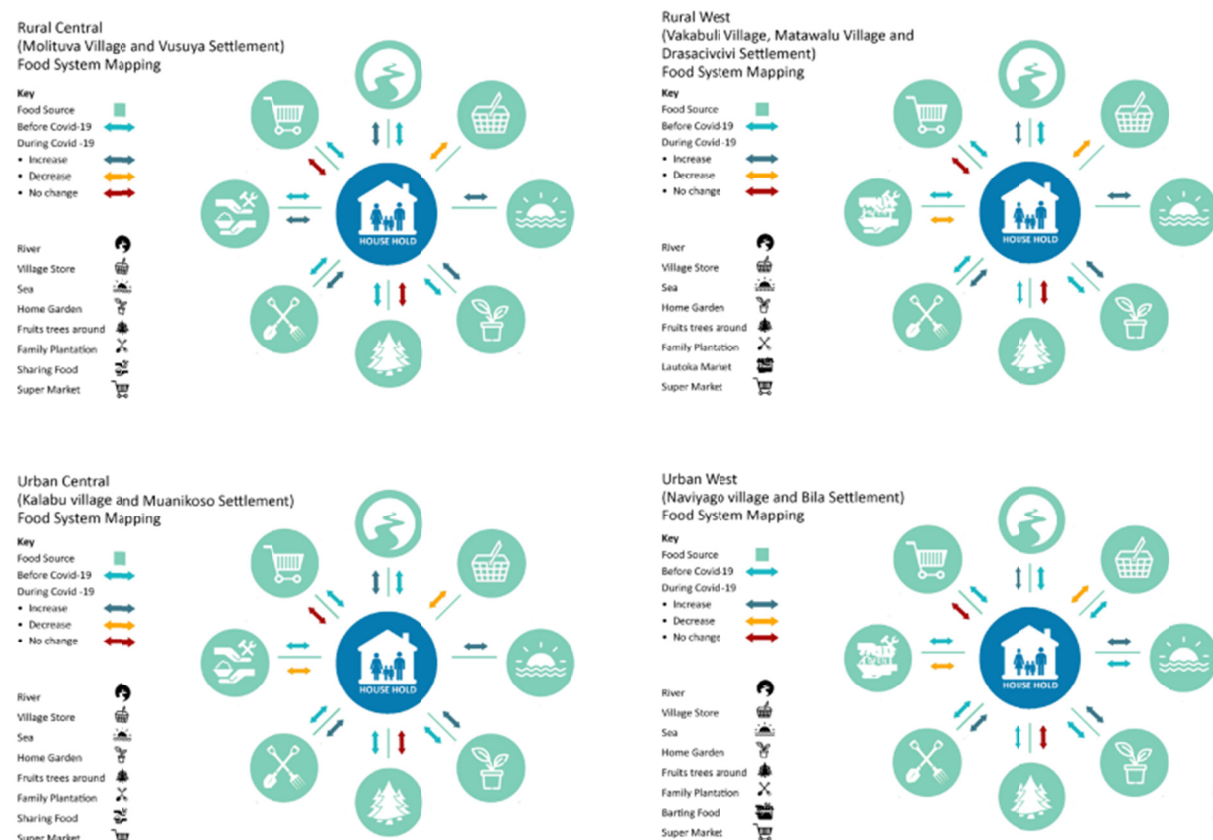 Rural Central
(Molituva Village and Vusuya Settlement)
Food System Mapping
Key
Food Source
Before Covid-19
During Covid -19
• Increase
• Decrease
• No change
River
Village Store
Sea
Home Garden
Fruits trees around
Family Plantation
Sharing Food
Super Market
HOUSE HOLD
Rural West
(Vakabuli Village, Matawalu Village and
Drasacivcivi Settlement)
Food System Mapping
Key
Food Source
Before Covid-19
During Covid -19
• Increase
• Decrease
• No change
River
Village Store
Sea
Home Garden
Fruits trees around
Family Plantation
Lautoka Market
Super Market
HOUSE HOLD
Urban Central
(Kalabu village and Muanikoso Settlement)
Food System Mapping
Key
Food Source
Before Covid-19
During Covid -19
• Increase
• Decrease
• No change
River
Village Store
Sea
Home Garden
Fruits trees around
Family Plantation
Sharing Food
Super Market
HOUSE HOLD
Urban West
(Naviyago village and Bila Settlement)
Food System Mapping
Key
Food Source
Before Covid-19
During Covid -19
• Increase
• Decrease
• No change
River
Village Store
Sea
Home Garden
Fruits trees around
Family Plantation
Barting Food
Super Market
HOUSE HOLD